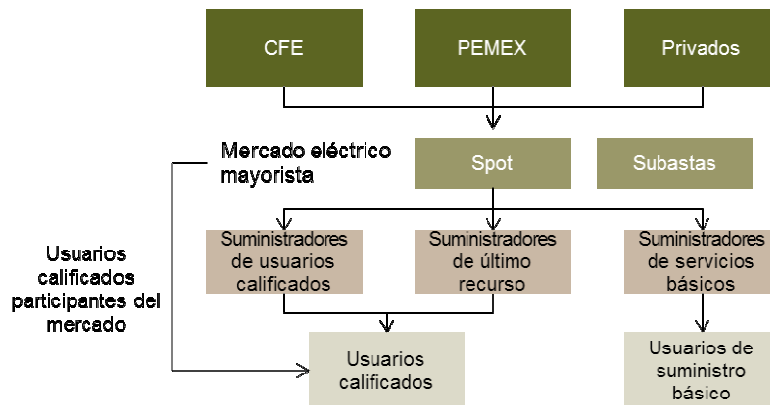 CFE
PEMEX
Privados
Mercado eléctrico
mayorista
Spot
Subastas
Usuarios
calificados
participantes del
mercado
Suministradores
de usuarios
calificados
Suministradores
de último
recurso
Suministradores
de servicios
básicos
Usuarios
calificados
Usuarios de
suministro
básico